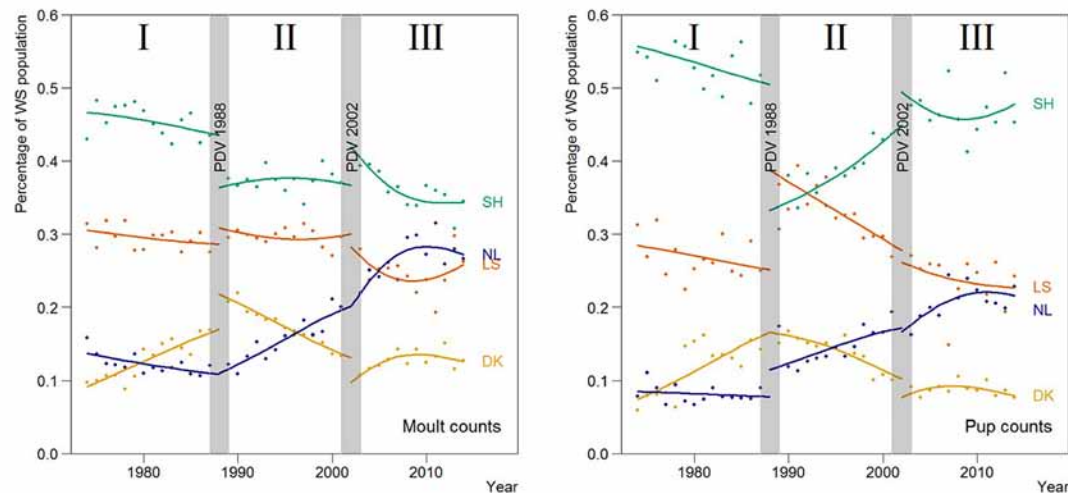 Percentage of WS population
0.6
0.5
0.4
0.3
0.2
0.1
0.0
I
II
III
PDV 1988
PDV 2002
SH
NL
LS
DK
Moult counts
1980
1990
2000
2010
Year
Percentage of WS population
0.6
0.5
0.4
0.3
0.2
0.1
0.0
I
II
III
PDV 1988
PDV 2002
SH
LS
NL
DK
Pup counts
1980
1990
2000
2010
Year